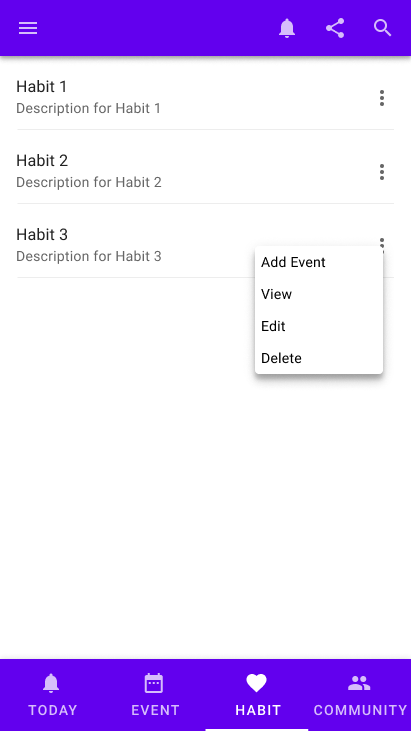 Habit 1
Description for Habit 1
Habit 2
Description for Habit 2
Habit 3
Description for Habit 3
Add Event
View
Edit
Delete
TODAY
EVENT
HABIT
COMMUNITY